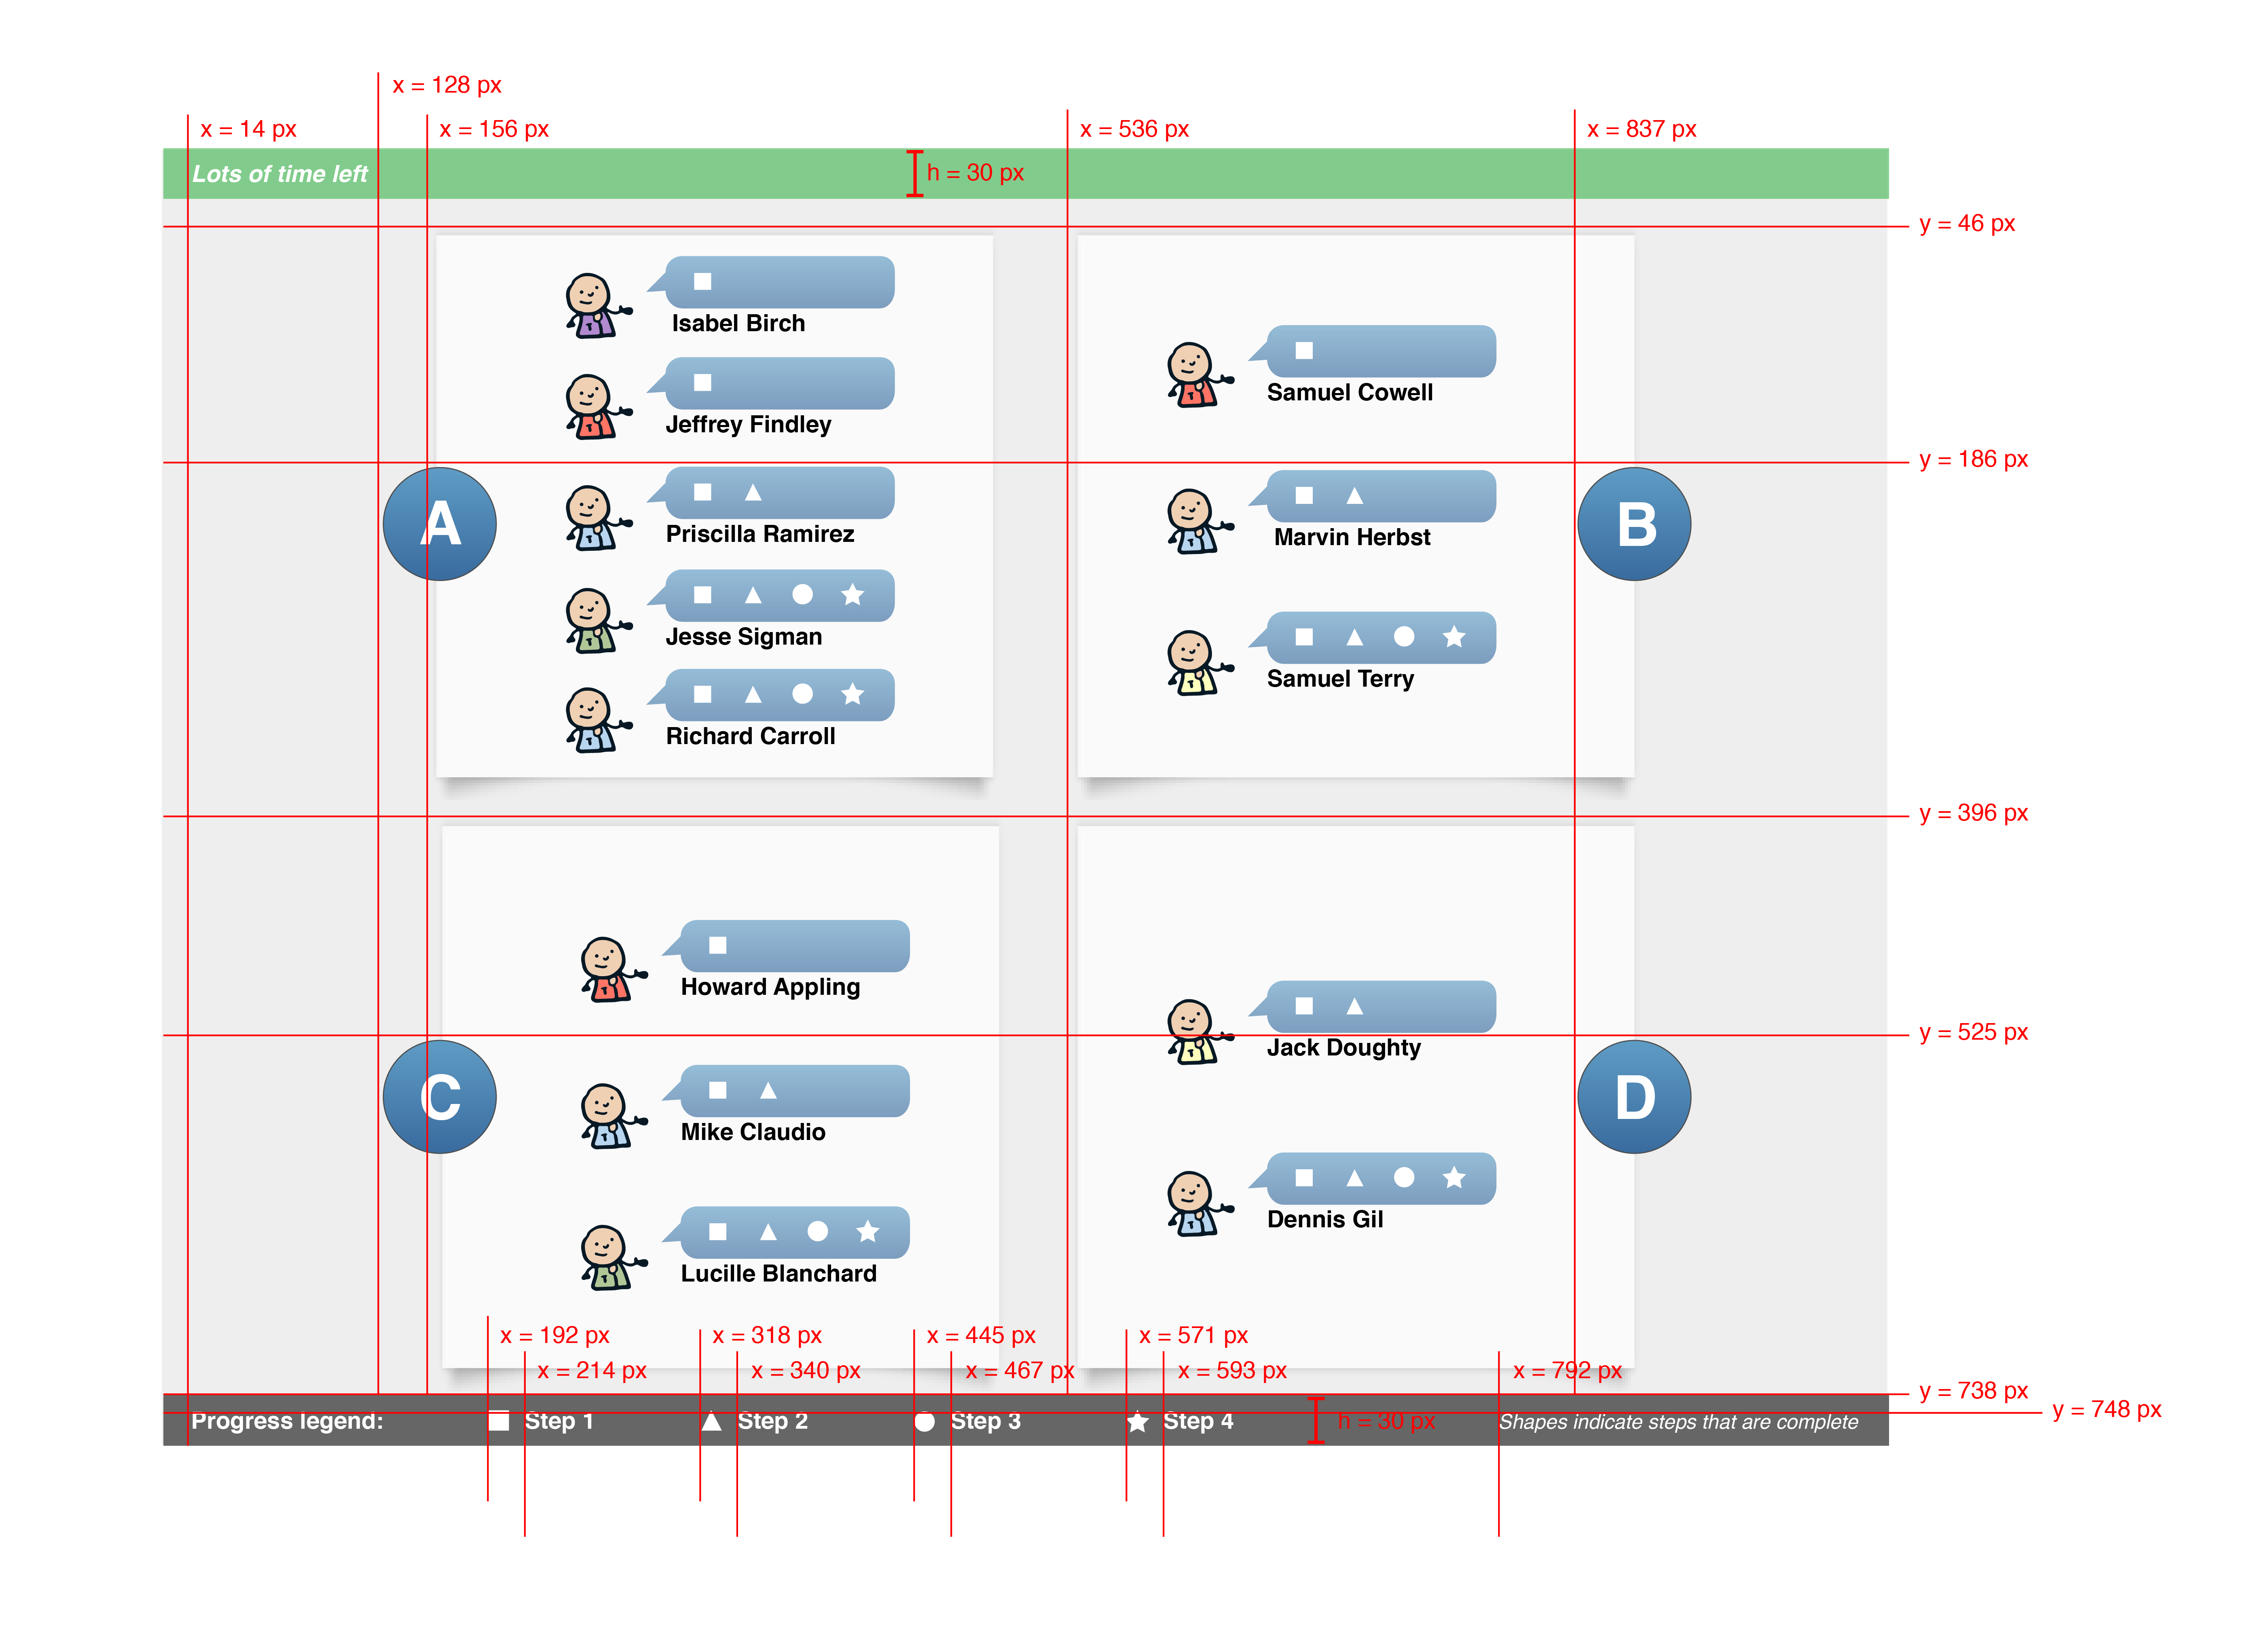 x = 128 px
x = 14 px
x = 156 px
x = 536 px
x = 837 px
Lots of time left
h = 30 px
y = 46 px
Isabel Birch
Jeffrey Findley
Samuel Cowell
y = 186 px
A
Priscilla Ramirez
Jesse Sigman
Richard Carroll
Marvin Herbst
Samuel Terry
B
y = 396 px
Howard Appling
y = 525 px
C
Mike Claudio
Lucille Blanchard
Jack Doughty
Dennis Gil
D
x = 192 px
x = 318 px
x = 445 px
x = 571 px
x = 214 px
x = 340 px
x = 467 px
x = 593 px
x = 792 px
y = 738 px
y = 748 px
Progress legend:
Step 1
Step 2
Step 3
Step 4
h = 30 px
Shapes indicate steps that are complete